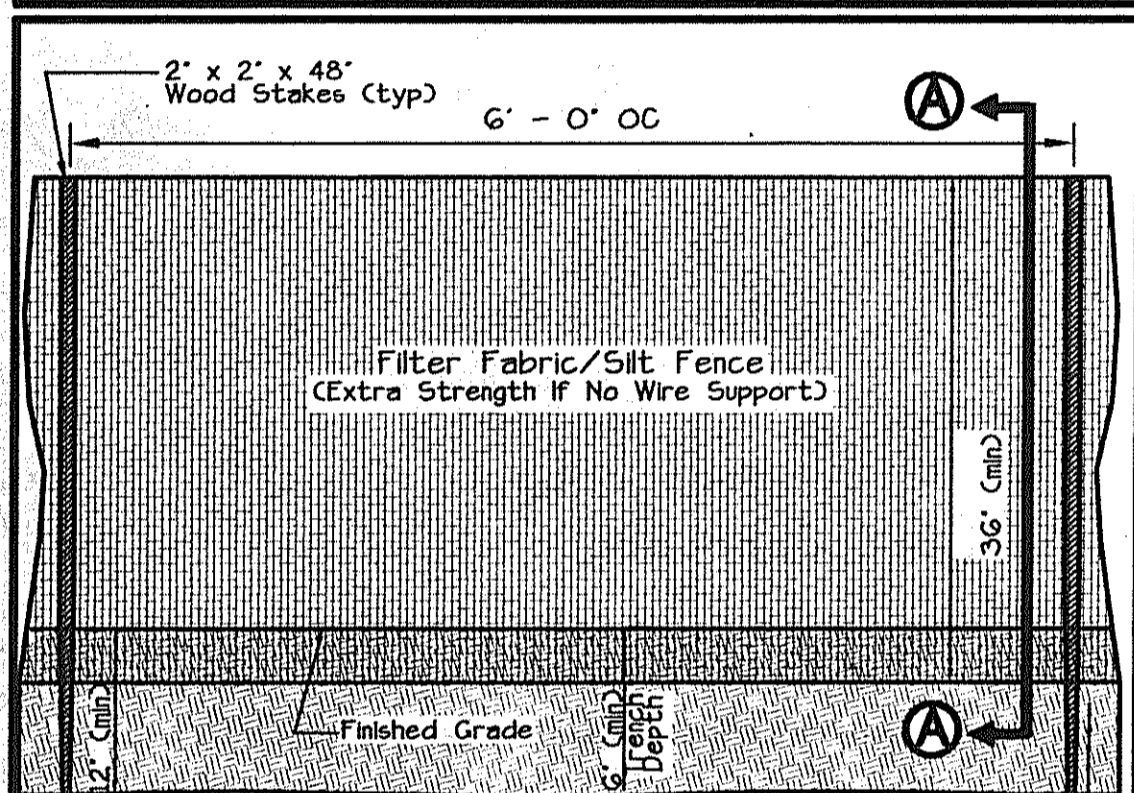 2" x 2" x 48"
Wood Stakes (typ)
6' - 0" OC
A
Filter Fabric/Silt Fence
(Extra Strength If No Wire Support)
36" (min)
12" (min)
Finished Grade
6" (min)
Trench
Depth
A